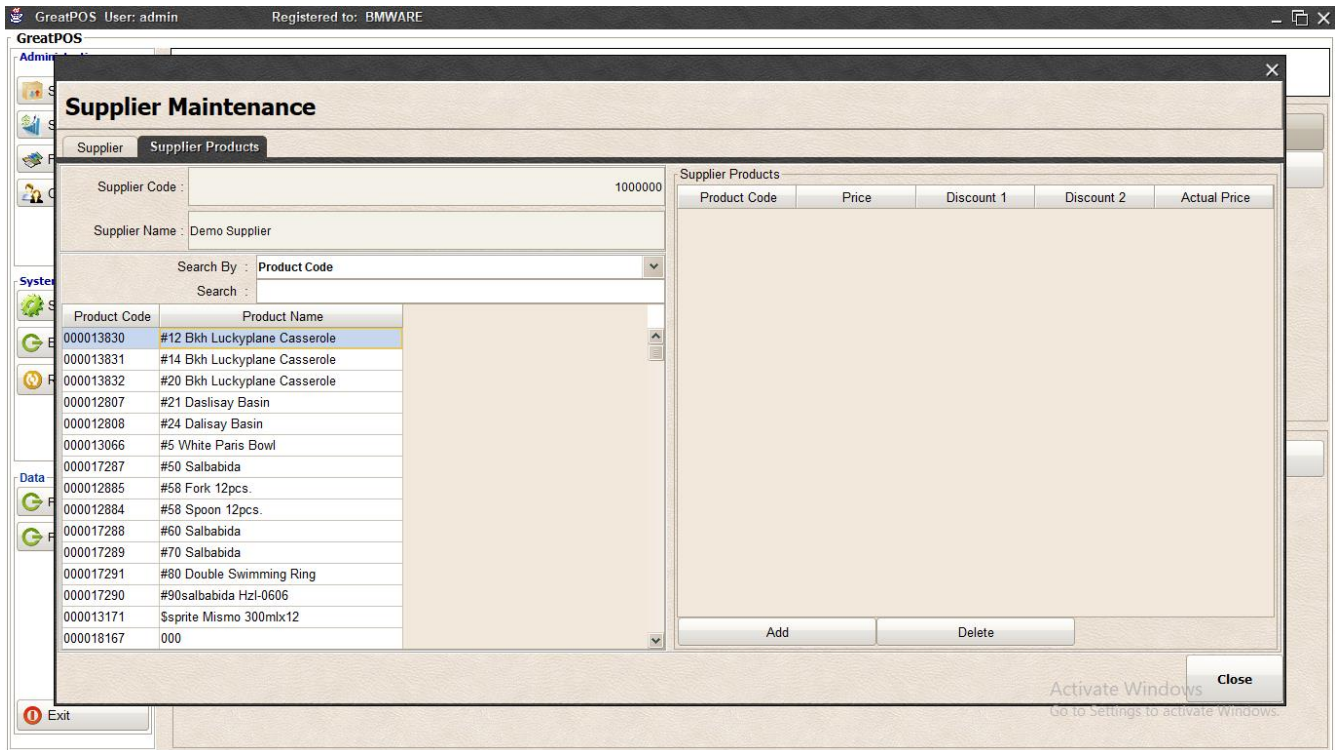 GreatPOS User: admin Registered to: BMWARE
GreatPOS
Supplier Maintenance
Supplier Supplier Products
Supplier Code : 1000000
Supplier Name : Demo Supplier
Search By : Product Code
Search :
Product Code Product Name
000013830 #12 Bkh Luckyplane Casserole
000013831 #14 Bkh Luckyplane Casserole
000013832 #20 Bkh Luckyplane Casserole
000012807 #21 Daslisay Basin
000012808 #24 Dalisay Basin
000013066 #5 White Paris Bowl
000017287 #50 Salbabida
000012885 #58 Fork 12pcs.
000012884 #58 Spoon 12pcs.
000017288 #60 Salbabida
000017289 #70 Salbabida
000017291 #80 Double Swimming Ring
000017290 #90salbabida Hzl-0606
000013171 $sprite Mismo 300mlx12
000018167 000
Supplier Products
Product Code Price Discount 1 Discount 2 Actual Price
Add Delete
Close
Data
Exit
Activate Windows
Go to Settings to activate Windows.